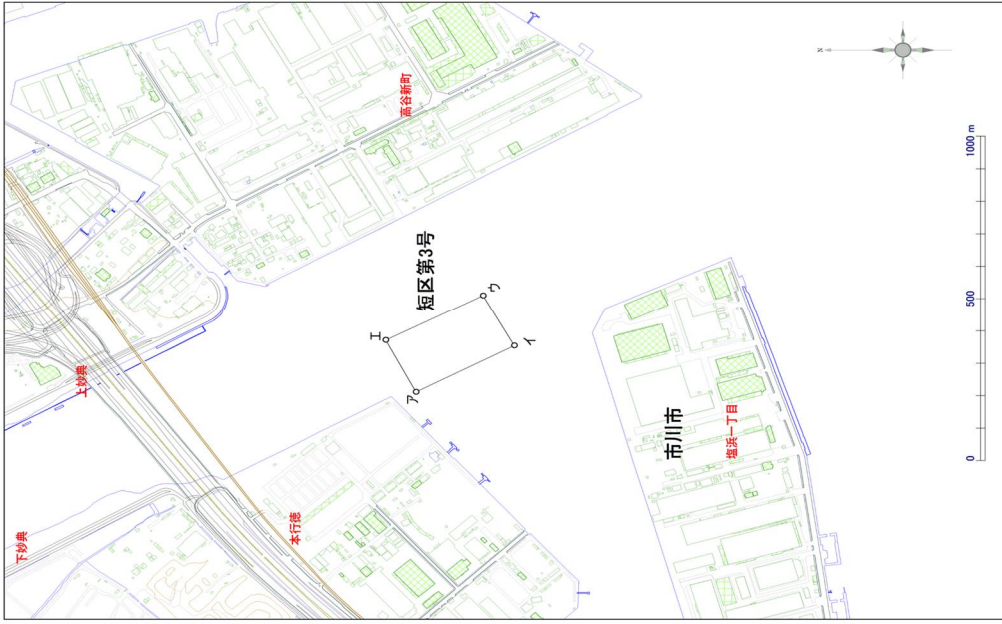 下妙典
上妙典
本行徳
高谷新町
短区第3号
ア
エ
イ
ウ
市川市
塩浜一丁目
N
0
500
1000 m